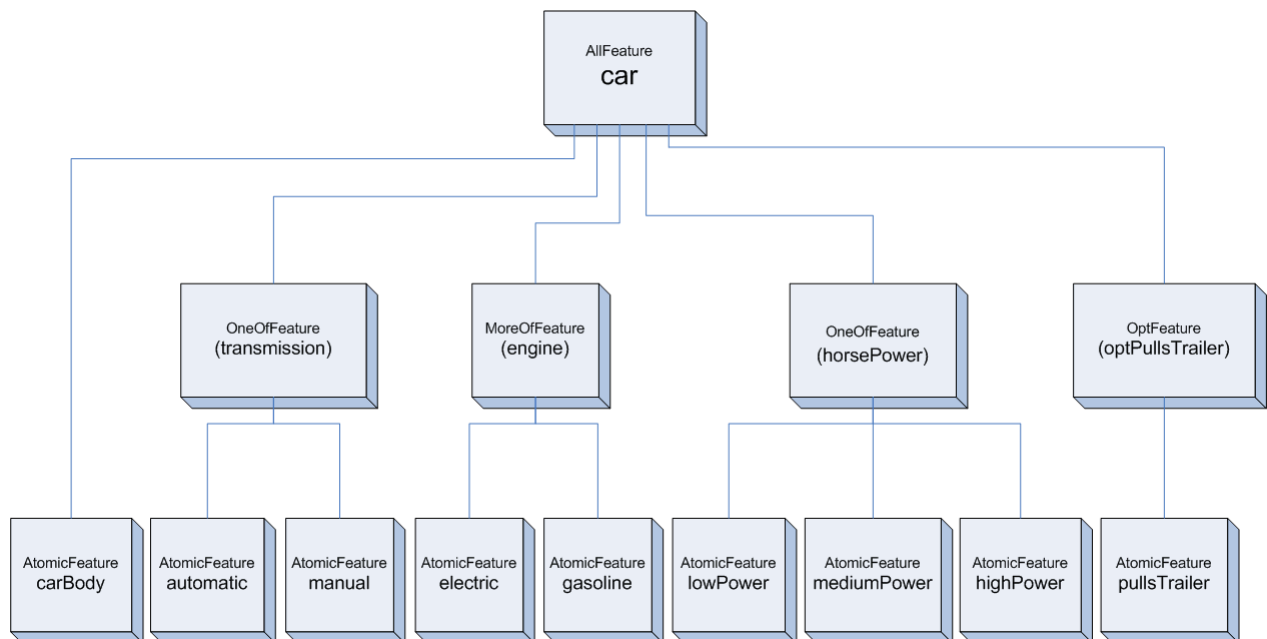 AllFeature
car
OneOfFeature
(transmission)
MoreOfFeature
(engine)
OneOfFeature
(horsePower)
OptFeature
(optPullsTrailer)
AtomicFeature
carBody
AtomicFeature
automatic
AtomicFeature
manual
AtomicFeature
electric
AtomicFeature
gasoline
AtomicFeature
lowPower
AtomicFeature
mediumPower
AtomicFeature
highPower
AtomicFeature
pullsTrailer